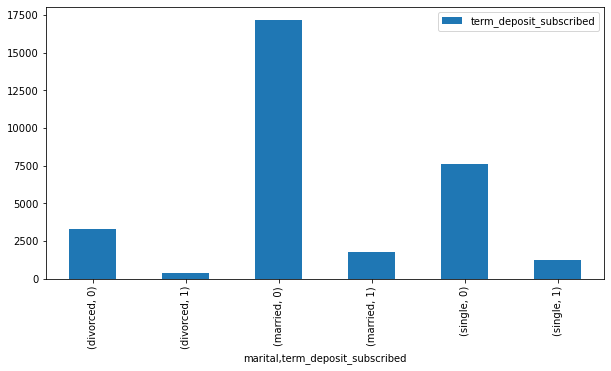 17500
15000
12500
10000
7500
5000
2500
0
term_deposit_subscribed
(divorced, 0)
(divorced, 1)
(married, 0)
(married, 1)
(single, 0)
(single, 1)
marital,term_deposit_subscribed